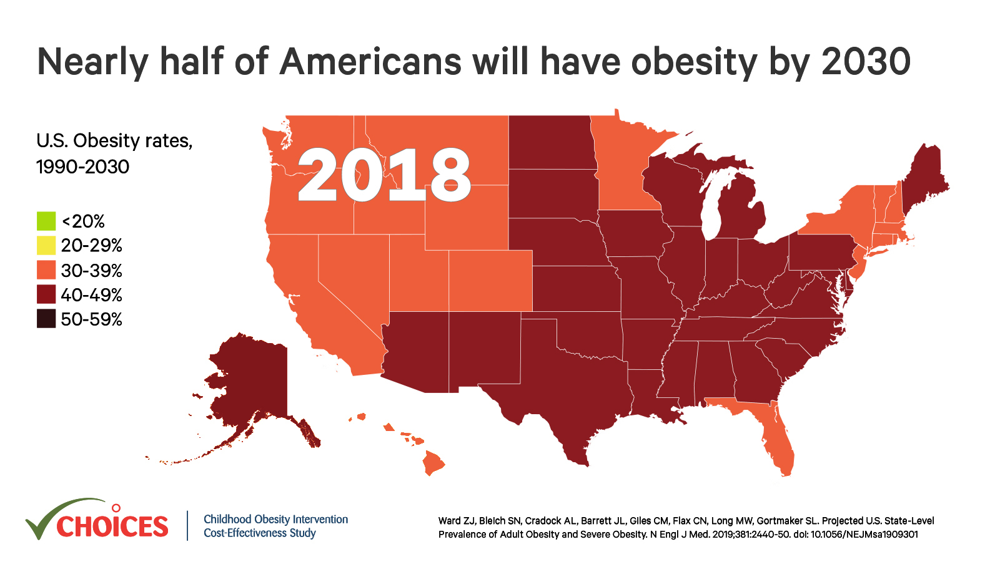 Nearly half of Americans will have obesity by 2030
U.S. Obesity rates,
1990-2030
2018
<20%
20-29%
30-39%
40-49%
50-59%
CHOICES
Childhood Obesity Intervention
Cost-Effectiveness Study
Ward ZJ, Bleich SN, Cradock AL, Barrett JL, Giles CM, Flax CN, Long MW, Gortmaker SL. Projected U.S. State-Level
Prevalence of Adult Obesity and Severe Obesity. N Engl J Med. 2019;381:2440-50. doi: 10.1056/NEJMsa1909301